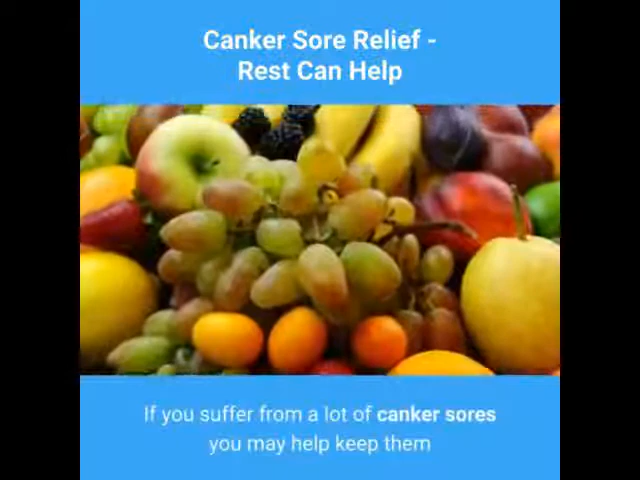 Canker Sore Relief -
Rest Can Help
If you suffer from a lot of canker sores
you may help keep them